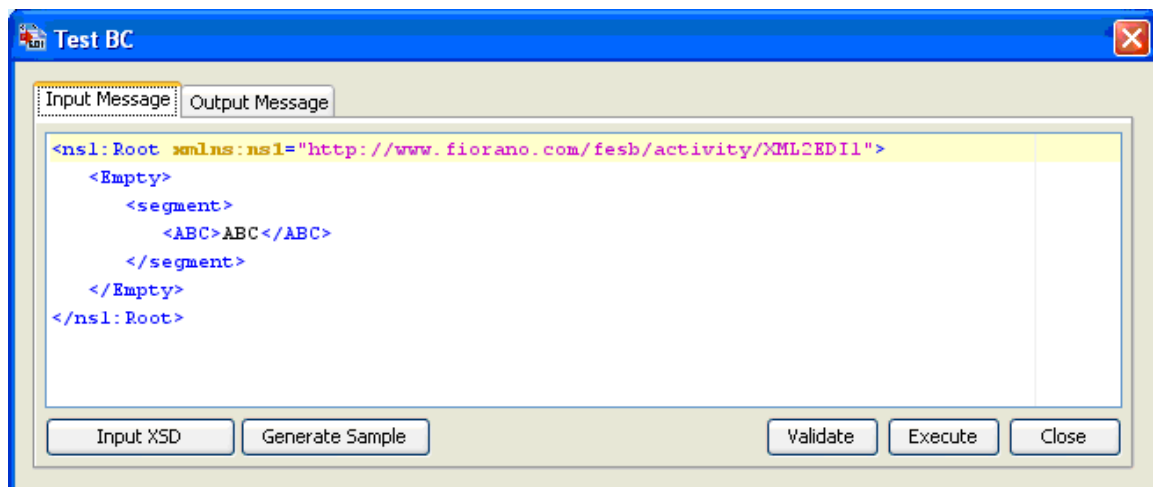 EDI Test BC
Input Message Output Message
<ns1:Root xmlns:ns1="http://www.fiorano.com/fesb/activity/XML2EDI1">
<Empty>
<segment>
<ABC>ABC</ABC>
</segment>
</Empty>
</ns1:Root>
Input XSD Generate Sample Validate Execute Close